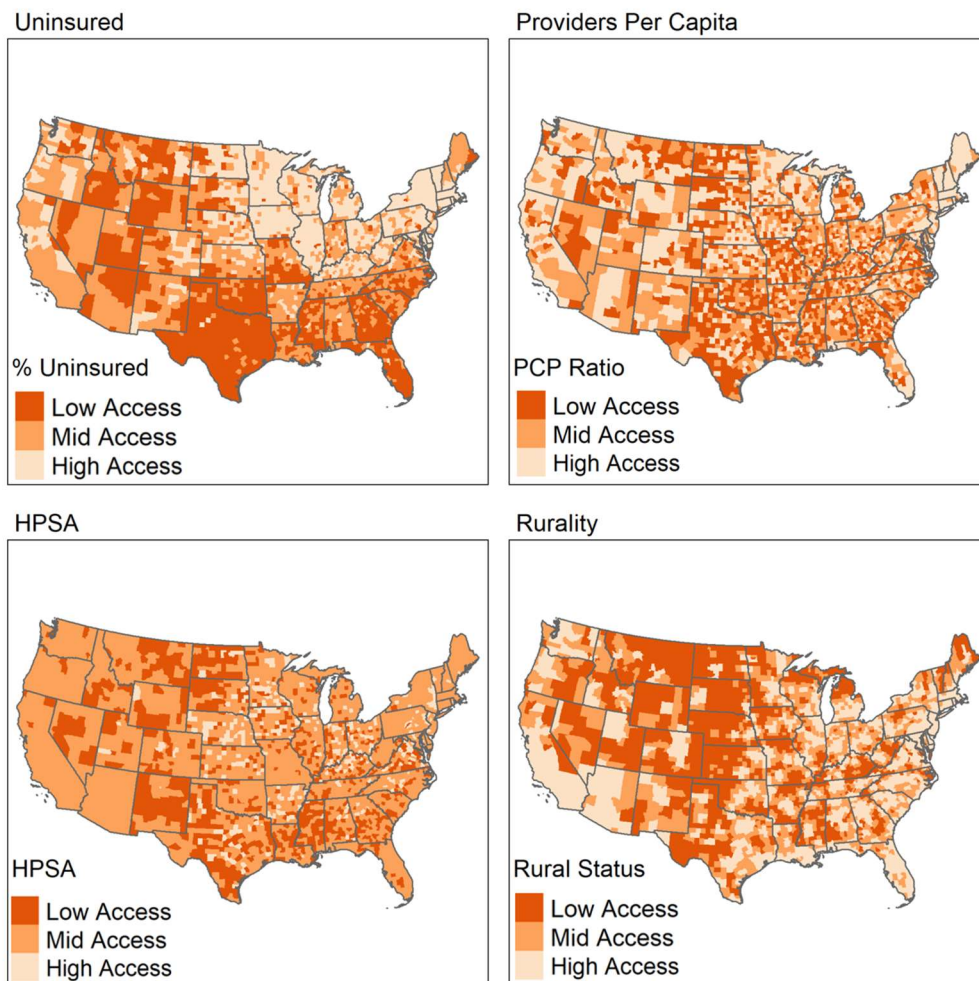 Uninsured
% Uninsured
Low Access
Mid Access
High Access
Providers Per Capita
PCP Ratio
Low Access
Mid Access
High Access
HPSA
HPSA
Low Access
Mid Access
High Access
Rurality
Rural Status
Low Access
Mid Access
High Access